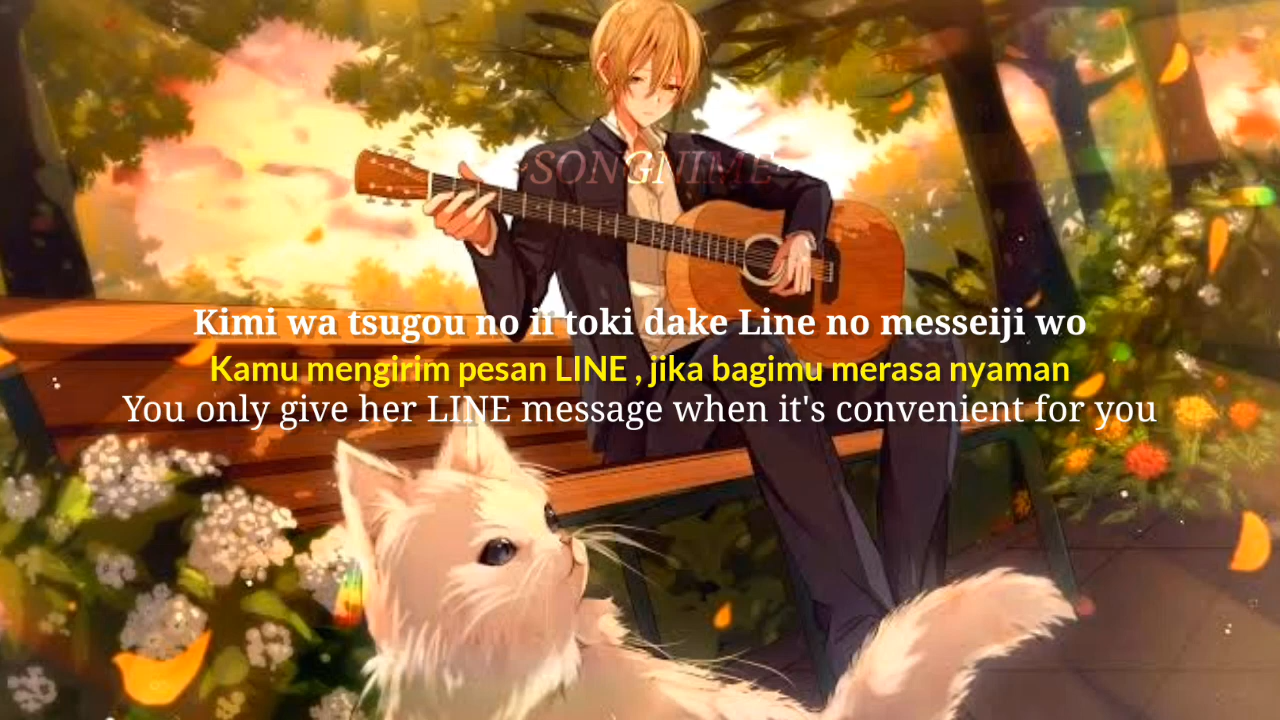 -SONGNIME-
Kimi wa tsugou no ii toki dake Line no messeiji wo
Kamu mengirim pesan LINE , jika bagimu merasa nyaman
You only give her LINE message when it's convenient for you